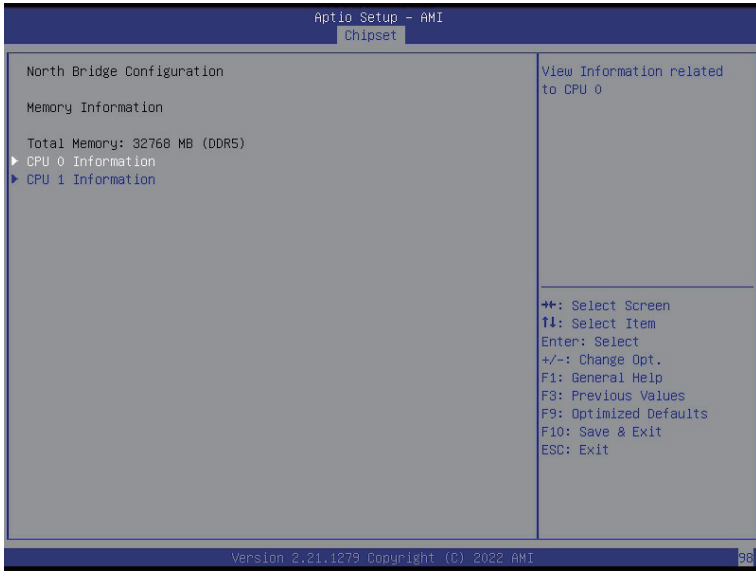 Aptio Setup – AMI
Chipset
North Bridge Configuration
Memory Information
Total Memory: 32768 MB (DDR5)
▶ CPU 0 Information
▶ CPU 1 Information
View Information related
to CPU 0
→←: Select Screen
↑↓: Select Item
Enter: Select
+/-: Change Opt.
F1: General Help
F3: Previous Values
F9: Optimized Defaults
F10: Save & Exit
ESC: Exit
Version 2.21.1279 Copyright (C) 2022 AMI
98